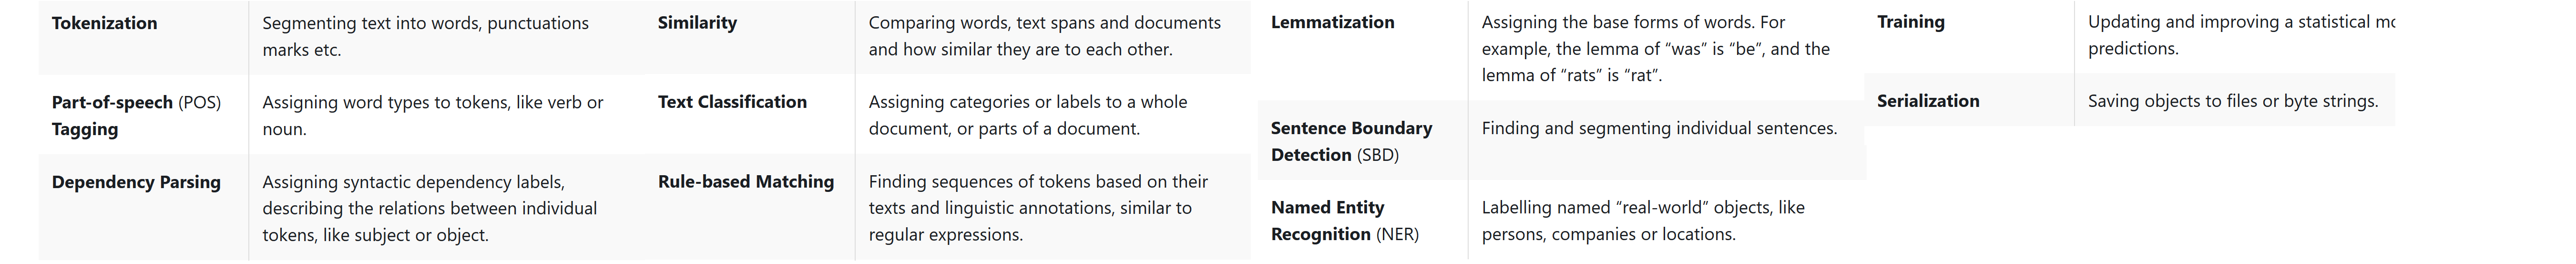 Tokenization
Segmenting text into words, punctuations
marks etc.
Part-of-speech (POS)
Tagging
Assigning word types to tokens, like verb or
noun.
Dependency Parsing
Assigning syntactic dependency labels,
describing the relations between individual
tokens, like subject or object.
Similarity
Comparing words, text spans and documents
and how similar they are to each other.
Text Classification
Assigning categories or labels to a whole
document, or parts of a document.
Rule-based Matching
Finding sequences of tokens based on their
texts and linguistic annotations, similar to
regular expressions.
Lemmatization
Assigning the base forms of words. For
example, the lemma of “was” is “be”, and the
lemma of “rats” is “rat”.
Sentence Boundary
Detection (SBD)
Finding and segmenting individual sentences.
Named Entity
Recognition (NER)
Labelling named “real-world” objects, like
persons, companies or locations.
Training
Updating and improving a statistical
predictions.
Serialization
Saving objects to files or byte strings.